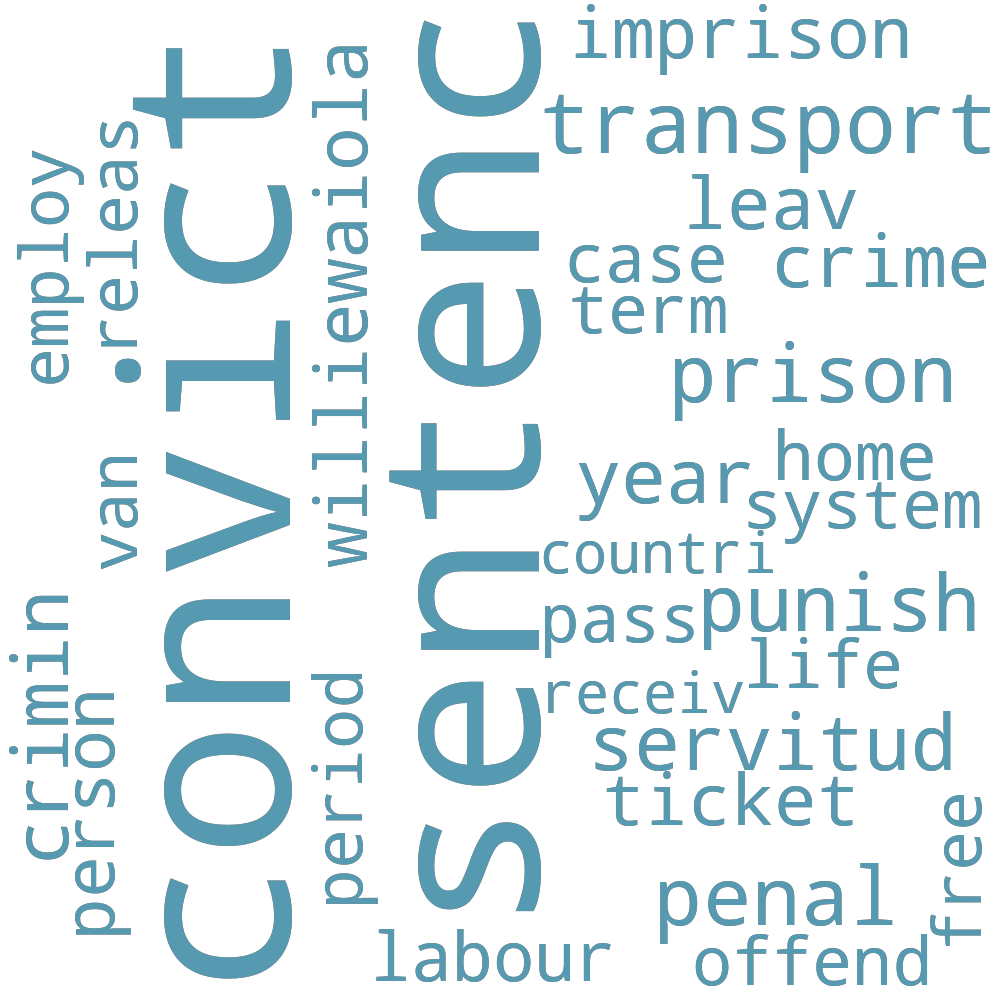 imprison
transport
leav
case
crime
term
prison
year
home
system
countri
pass
punish
life
receiv
servitud
ticket
penal
free
labour
offend
sentenc
williewaiola
period
convict
releas
van
employ
crimin
person